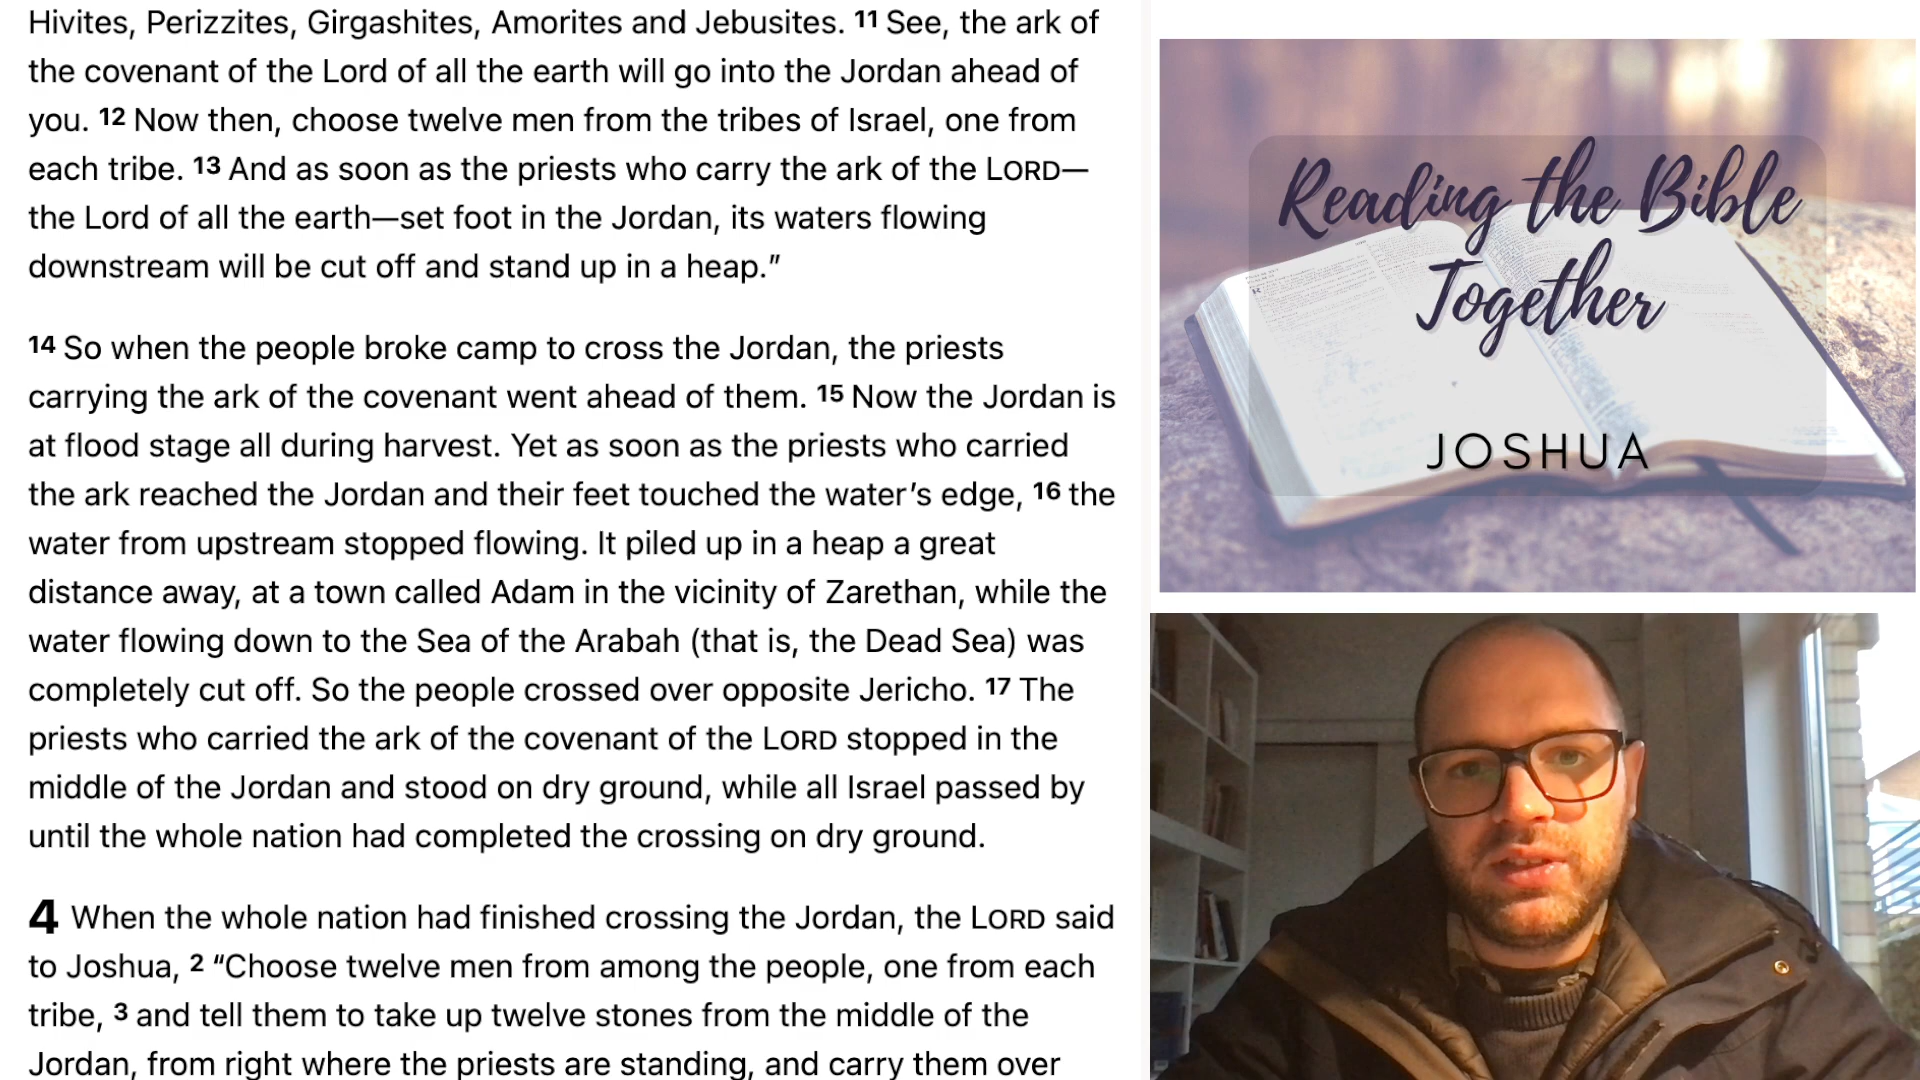 Hivites, Perizzites, Girgashites, Amorites and Jebusites. 11 See, the ark of
the covenant of the Lord of all the earth will go into the Jordan ahead of
you. 12 Now then, choose twelve men from the tribes of Israel, one from
each tribe. 13 And as soon as the priests who carry the ark of the LORD—
the Lord of all the earth—set foot in the Jordan, its waters flowing
downstream will be cut off and stand up in a heap.”
14 So when the people broke camp to cross the Jordan, the priests
carrying the ark of the covenant went ahead of them. 15 Now the Jordan is
at flood stage all during harvest. Yet as soon as the priests who carried
the ark reached the Jordan and their feet touched the water’s edge, 16 the
water from upstream stopped flowing. It piled up in a heap a great
distance away, at a town called Adam in the vicinity of Zarethan, while the
water flowing down to the Sea of the Arabah (that is, the Dead Sea) was
completely cut off. So the people crossed over opposite Jericho. 17 The
priests who carried the ark of the covenant of the LORD stopped in the
middle of the Jordan and stood on dry ground, while all Israel passed by
until the whole nation had completed the crossing on dry ground.
4 When the whole nation had finished crossing the Jordan, the LORD said
to Joshua, 2 “Choose twelve men from among the people, one from each
tribe, 3 and tell them to take up twelve stones from the middle of the
Jordan, from right where the priests are standing, and carry them over
Reading the Bible
Together
JOSHUA